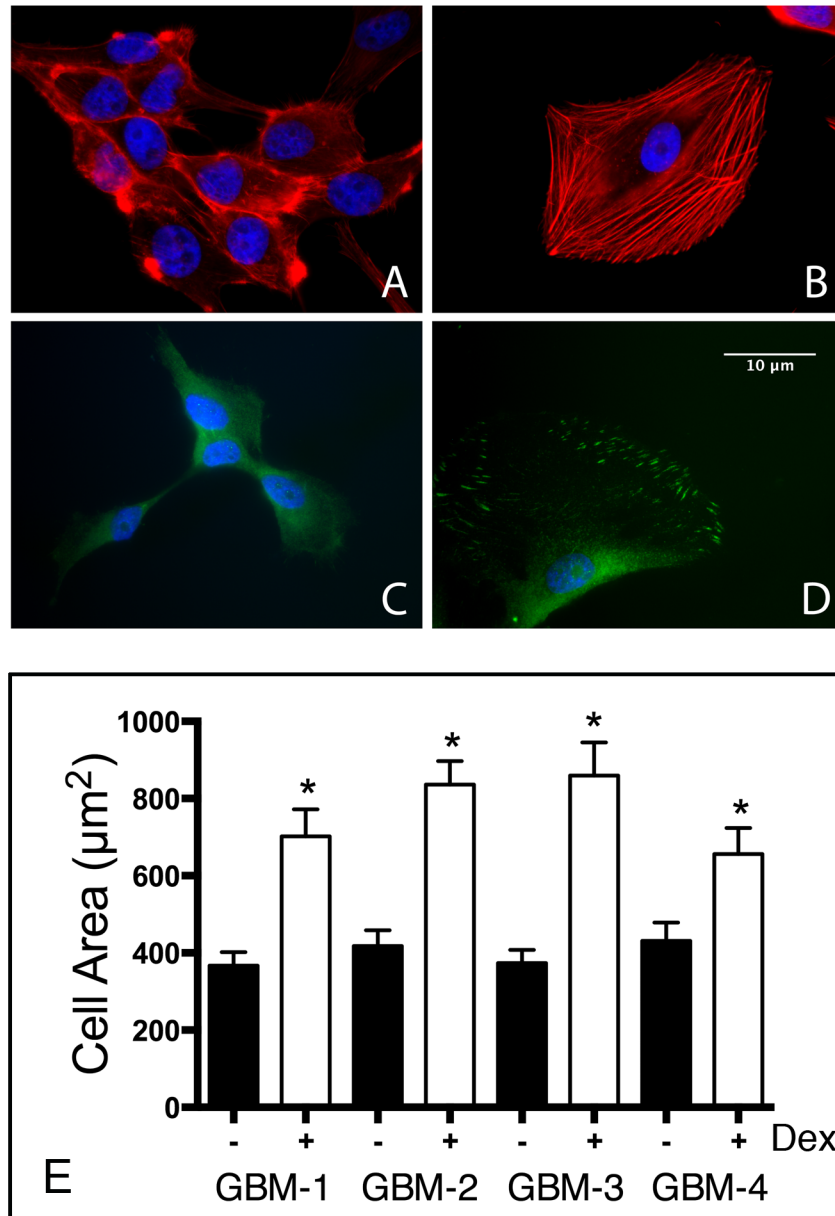 A
B
C
10 μm
D
Cell Area (μm²)
1000
800
600
400
200
0
*
*
*
*
- + - + - + - + Dex
E
GBM-1 GBM-2 GBM-3 GBM-4